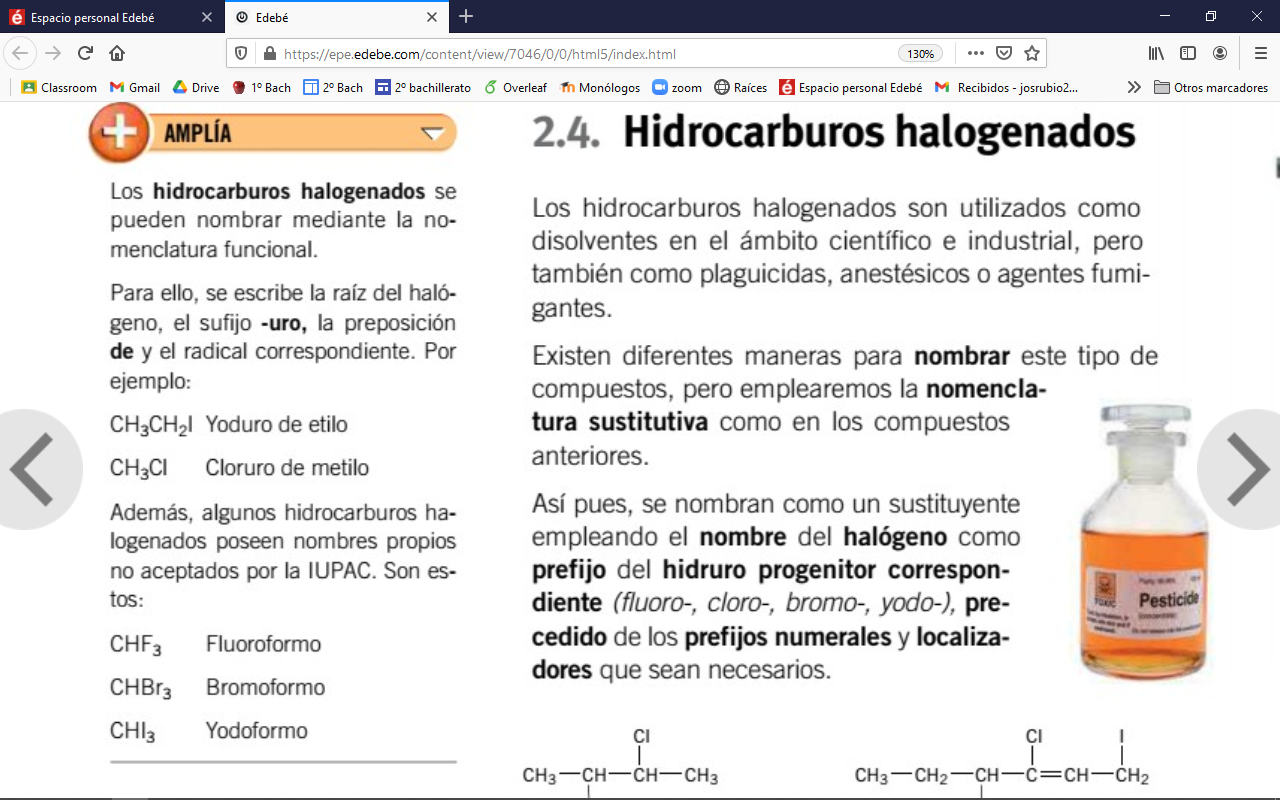 Espacio personal Edebé
Edebé
https://epe.edebe.com/content/view/7046/0/0/html5/index.html
130%
Classroom
Gmail
Drive
1º Bach
2º Bach
2º bachillerato
Overleaf
Monólogos
zoom
Raíces
Espacio personal Edebé
Recibidos - josrubio2...
Otros marcadores
AMPLÍA
Los hidrocarburos halogenados se
pueden nombrar mediante la no-
menclatura funcional.
Para ello, se escribe la raíz del haló-
geno, el sufijo -uro, la preposición
de y el radical correspondiente. Por
ejemplo:
CH₃CH₂I Yoduro de etilo
CH₃Cl Cloruro de metilo
Además, algunos hidrocarburos ha-
logenados poseen nombres propios
no aceptados por la IUPAC. Son es-
tos:
CHF₃ Fluoroformo
CHBr₃ Bromoformo
CHI₃ Yodoformo
2.4. Hidrocarburos halogenados
Los hidrocarburos halogenados son utilizados como
disolventes en el ámbito científico e industrial, pero
también como plaguicidas, anestésicos o agentes fumi-
gantes.
Existen diferentes maneras para nombrar este tipo de
compuestos, pero emplearemos la nomencla-
tura sustitutiva como en los compuestos
anteriores.
Así pues, se nombran como un sustituyente
empleando el nombre del halógeno como
prefijo del hidruro progenitor correspon-
diente (fluoro-, cloro-, bromo-, yodo-), pre-
cedido de los prefijos numerales y localiza-
dores que sean necesarios.
TOXIC
Pesticide
Cl
CH₃—CH—CH—CH₃
Cl I
CH₃—CH₂—CH—C=CH—CH₂